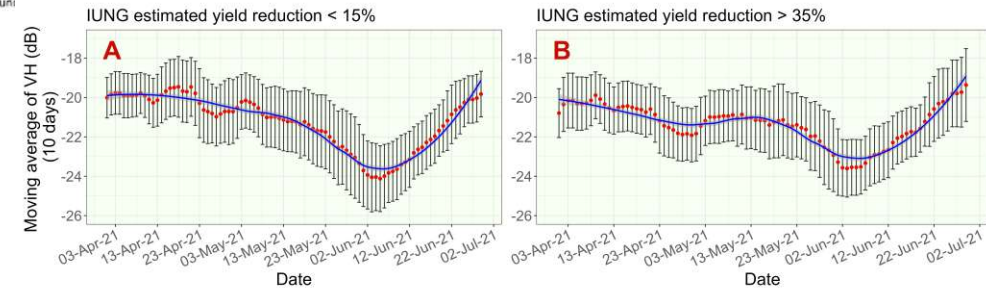 IUNG estimated yield reduction < 15%
IUNG estimated yield reduction > 35%
Moving average of VH (dB)
(10 days)
A
B
-18
-20
-22
-24
-26
-18
-20
-22
-24
-26
03-Apr-21
13-Apr-21
23-Apr-21
03-May-21
13-May-21
23-May-21
02-Jun-21
12-Jun-21
22-Jun-21
02-Jul-21
03-Apr-21
13-Apr-21
23-Apr-21
03-May-21
13-May-21
23-May-21
02-Jun-21
12-Jun-21
22-Jun-21
02-Jul-21
Date
Date